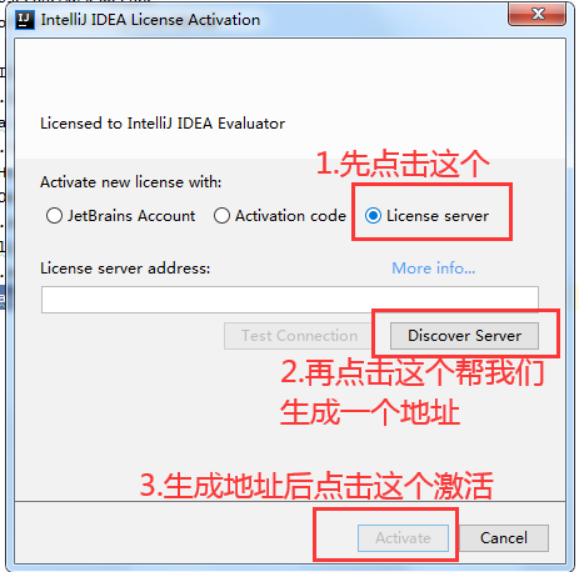 IntelliJ IDEA License Activation
Licensed to IntelliJ IDEA Evaluator
1.先点击这个
Activate new license with:
JetBrains Account Activation code License server
License server address: More info...
Test Connection Discover Server
2.再点击这个帮我们
生成一个地址
3.生成地址后点击这个激活
Activate Cancel